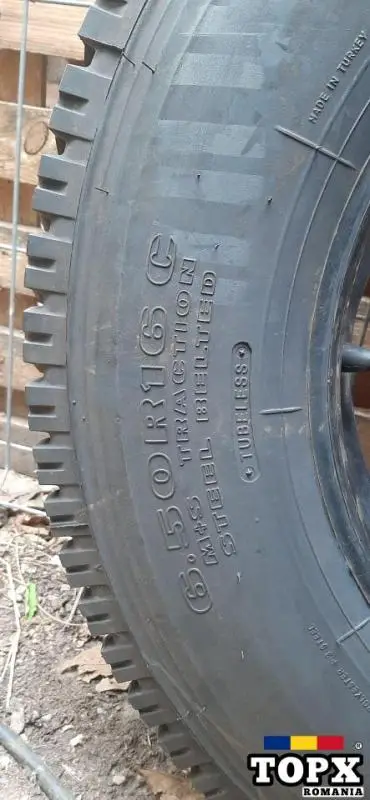 MADE IN TURKEY
6.50R16 C
M+S TRACTION
STEEL BELTED
TUBELESS
TOPX
®
ROMANIA